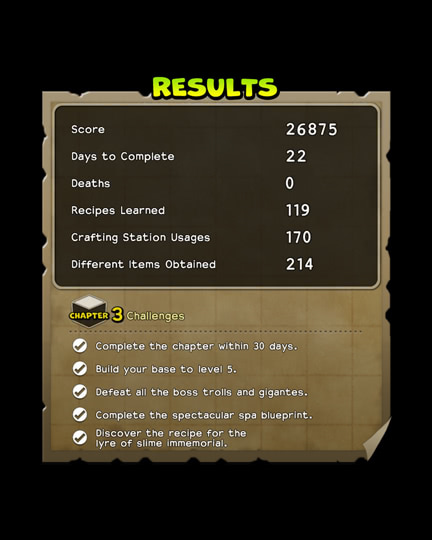 RESULTS
Score 26875
Days to Complete 22
Deaths 0
Recipes Learned 119
Crafting Station Usages 170
Different Items Obtained 214
CHAPTER 3 Challenges
Complete the chapter within 30 days.
Build your base to level 5.
Defeat all the boss trolls and gigantes.
Complete the spectacular spa blueprint.
Discover the recipe for the
lyre of slime immemorial.